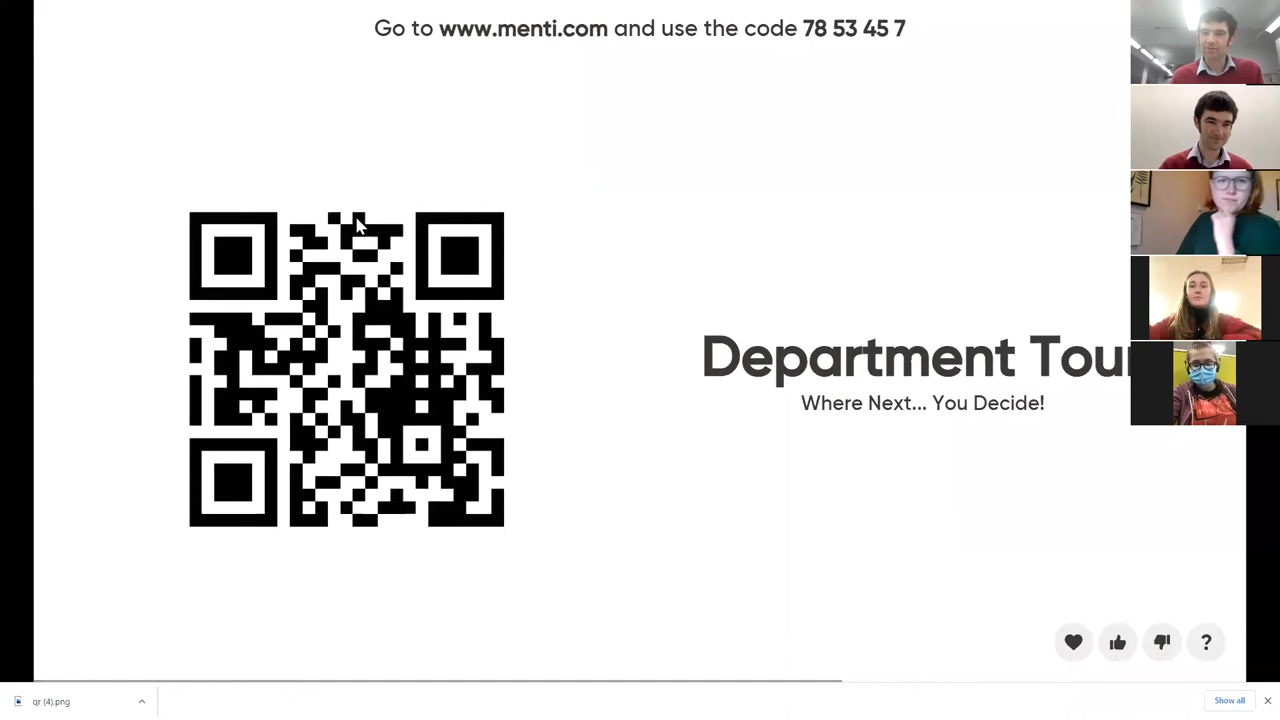 Go to www.menti.com and use the code 78 53 45 7
Department Tour
Where Next... You Decide!
?
qr (4).png
Show all